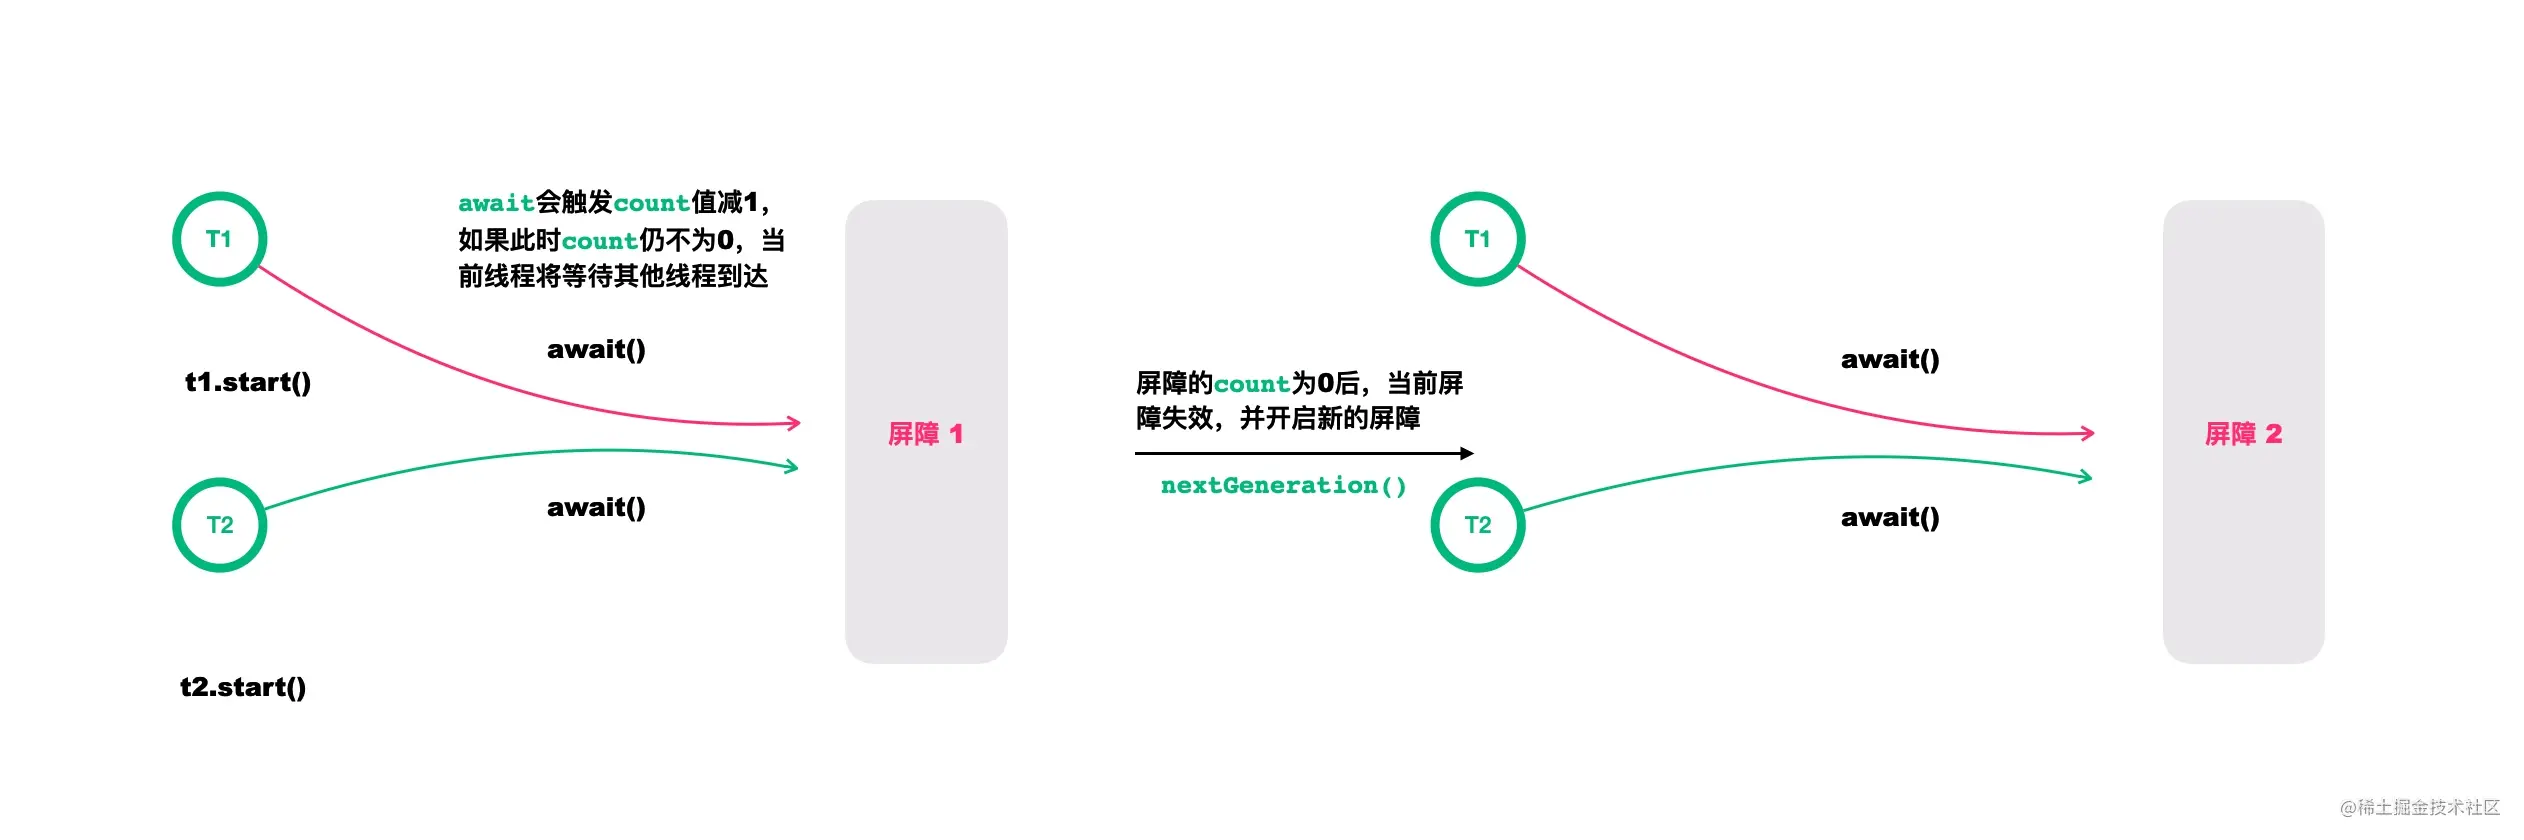 T1
await会触发count值减1,
如果此时count仍不为0，当
前线程将等待其他线程到达
await()
t1.start()
屏障 1
T2
await()
t2.start()
屏障的count为0后，当前屏
障失效，并开启新的屏障
nextGeneration()
T1
await()
屏障 2
T2
await()
@稀土掘金技术社区